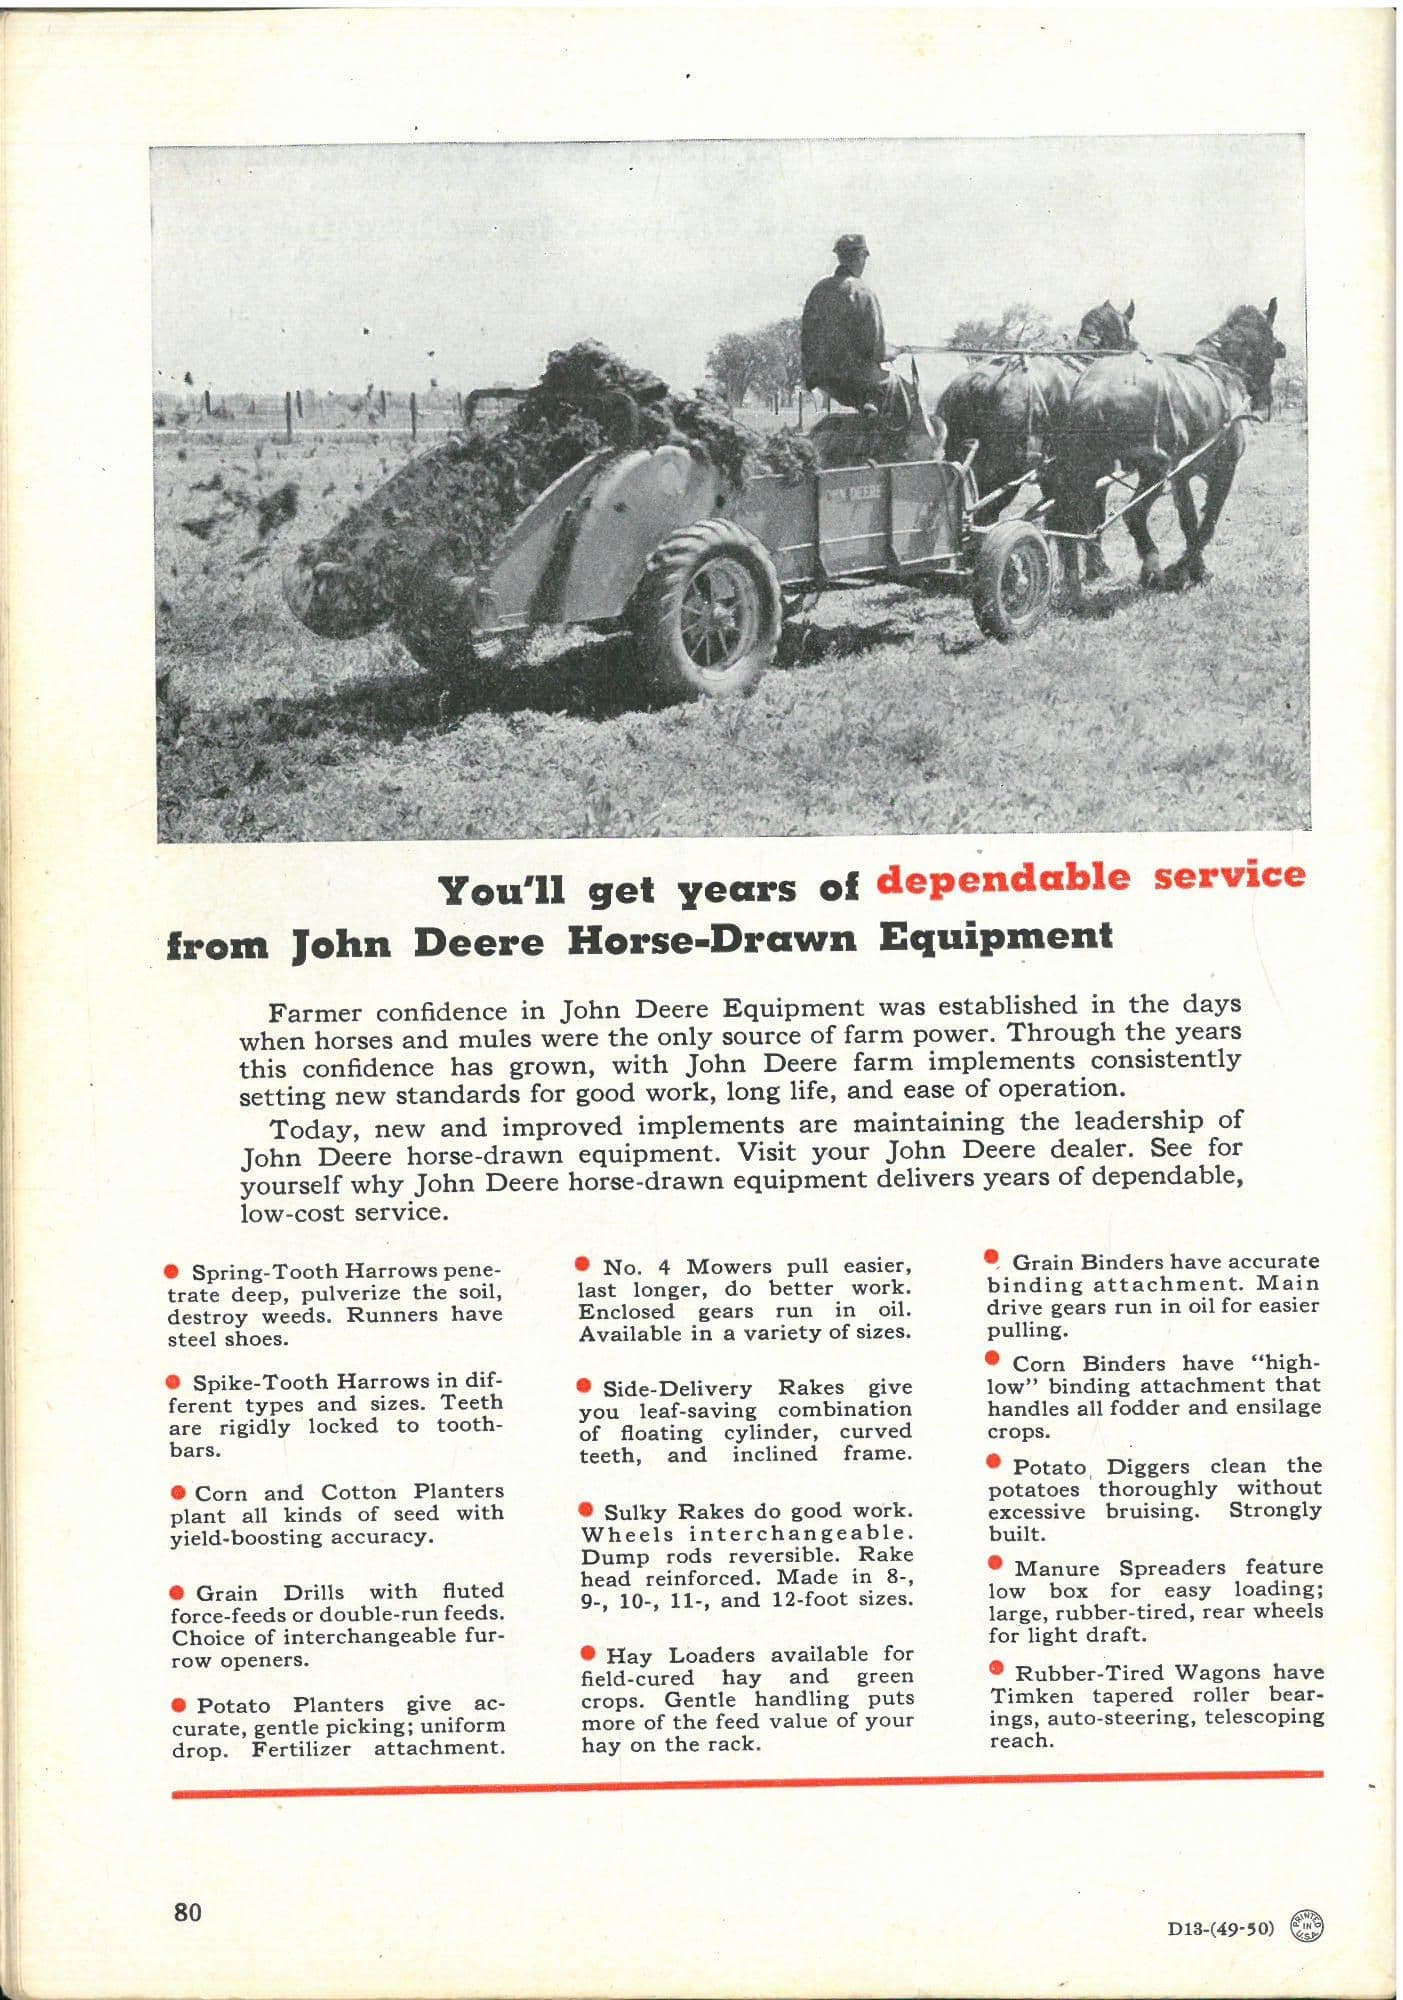 DEERE
You'll get years of dependable service
from John Deere Horse-Drawn Equipment
Farmer confidence in John Deere Equipment was established in the days
when horses and mules were the only source of farm power. Through the years
this confidence has grown, with John Deere farm implements consistently
setting new standards for good work, long life, and ease of operation.
Today, new and improved implements are maintaining the leadership of
John Deere horse-drawn equipment. Visit your John Deere dealer. See for
yourself why John Deere horse-drawn equipment delivers years of dependable,
low-cost service.
● Spring-Tooth Harrows pene-
trate deep, pulverize the soil,
destroy weeds. Runners have
steel shoes.
● Spike-Tooth Harrows in dif-
ferent types and sizes. Teeth
are rigidly locked to tooth-
bars.
● Corn and Cotton Planters
plant all kinds of seed with
yield-boosting accuracy.
● Grain Drills with fluted
force-feeds or double-run feeds.
Choice of interchangeable fur-
row openers.
● Potato Planters give ac-
curate, gentle picking; uniform
drop. Fertilizer attachment.
● No. 4 Mowers pull easier,
last longer, do better work.
Enclosed gears run in oil.
Available in a variety of sizes.
● Side-Delivery Rakes give
you leaf-saving combination
of floating cylinder, curved
teeth, and inclined frame.
● Sulky Rakes do good work.
Wheels interchangeable.
Dump rods reversible. Rake
head reinforced. Made in 8-,
9-, 10-, 11-, and 12-foot sizes.
● Hay Loaders available for
field-cured hay and green
crops. Gentle handling puts
more of the feed value of your
hay on the rack.
● Grain Binders have accurate
binding attachment. Main
drive gears run in oil for easier
pulling.
● Corn Binders have "high-
low" binding attachment that
handles all fodder and ensilage
crops.
● Potato Diggers clean the
potatoes thoroughly without
excessive bruising. Strongly
built.
● Manure Spreaders feature
low box for easy loading;
large, rubber-tired, rear wheels
for light draft.
● Rubber-Tired Wagons have
Timken tapered roller bear-
ings, auto-steering, telescoping
reach.
80
D13-(49-50)
PRINTED
IN
U.S.A.